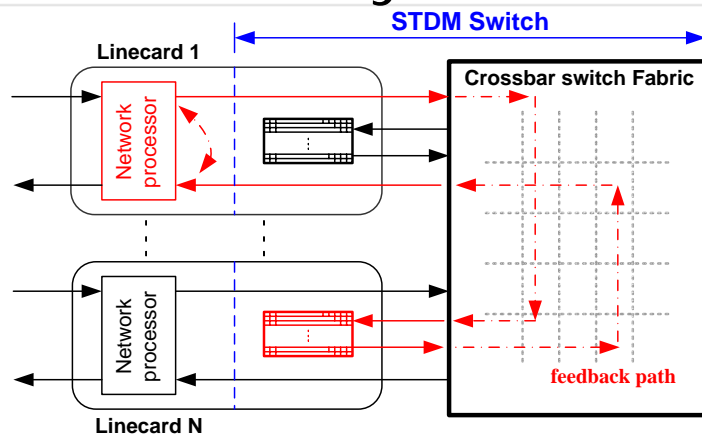 STDM Switch
Linecard 1
Crossbar switch Fabric
Network
processor
Network
processor
feedback path
Linecard N